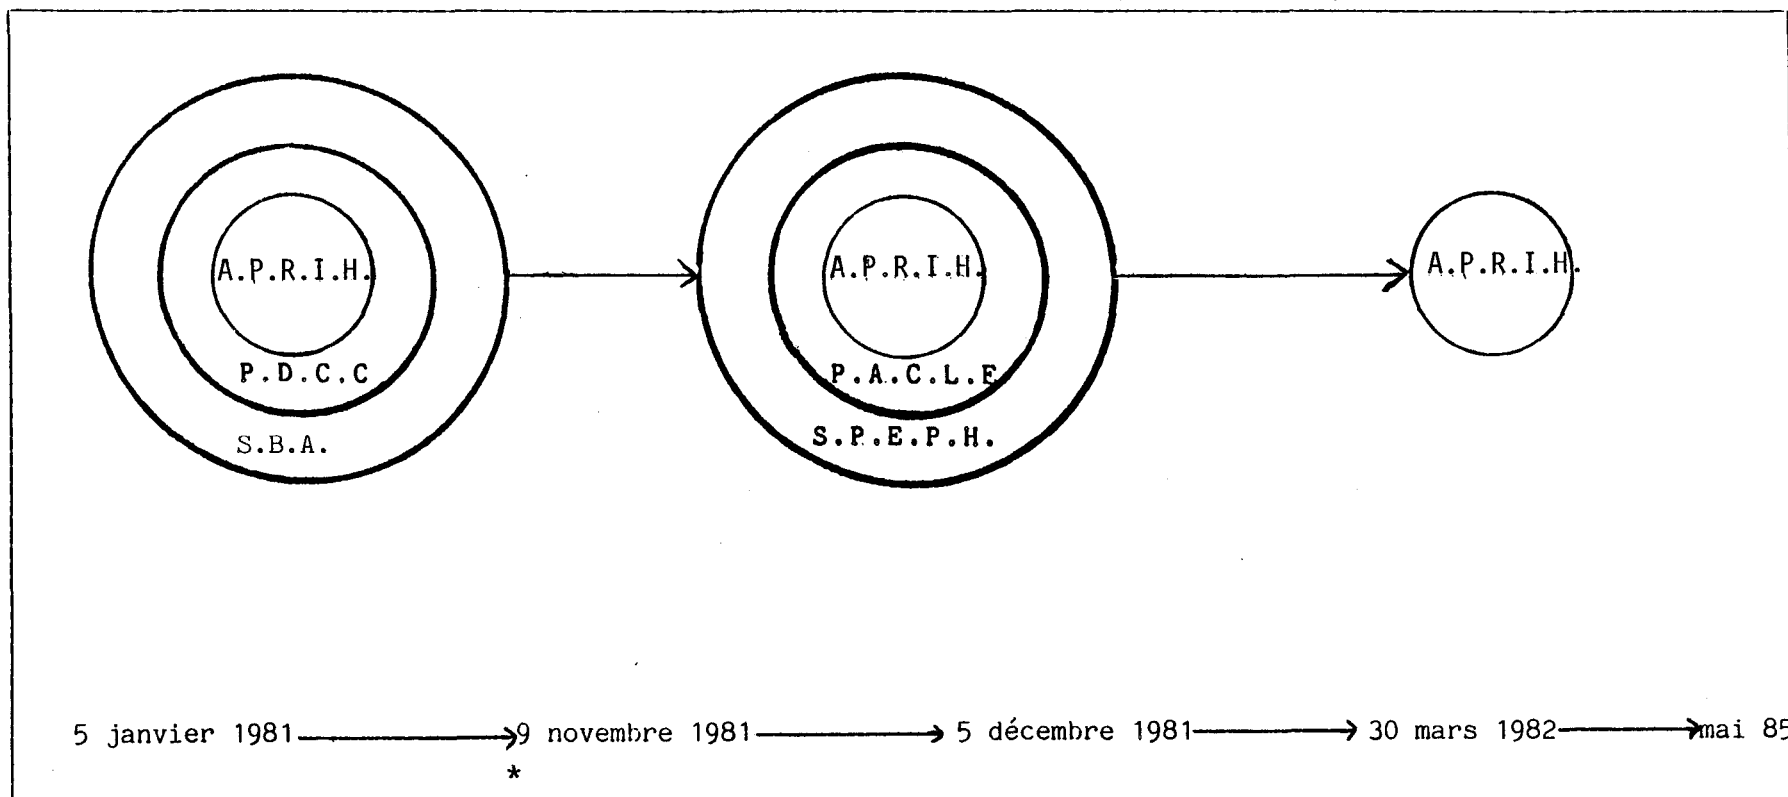 A.P.R.I.H.
P.D.C.C
S.B.A.
A.P.R.I.H.
P.A.C.L.E
S.P.E.P.H.
A.P.R.I.H.
5 janvier 1981 9 novembre 1981 5 décembre 1981 30 mars 1982 mai 85
*